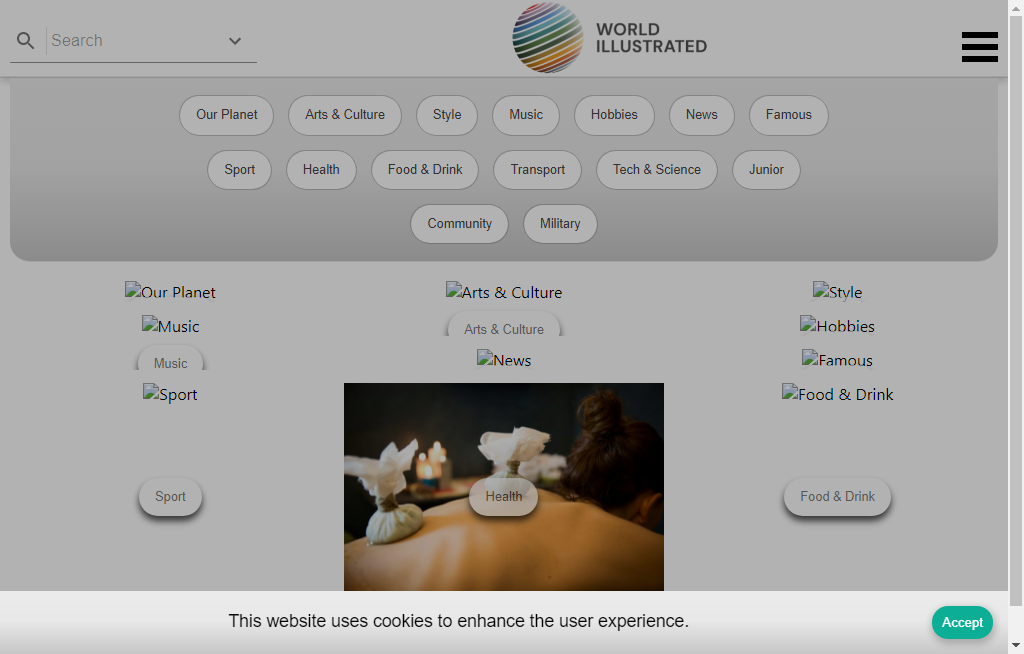 Search
WORLD
ILLUSTRATED
Our Planet
Arts & Culture
Style
Music
Hobbies
News
Famous
Sport
Health
Food & Drink
Transport
Tech & Science
Junior
Community
Military
Our Planet
Arts & Culture
Style
Music
Arts & Culture
Hobbies
Music
News
Famous
Sport
Food & Drink
Sport
Health
Food & Drink
This website uses cookies to enhance the user experience.
Accept